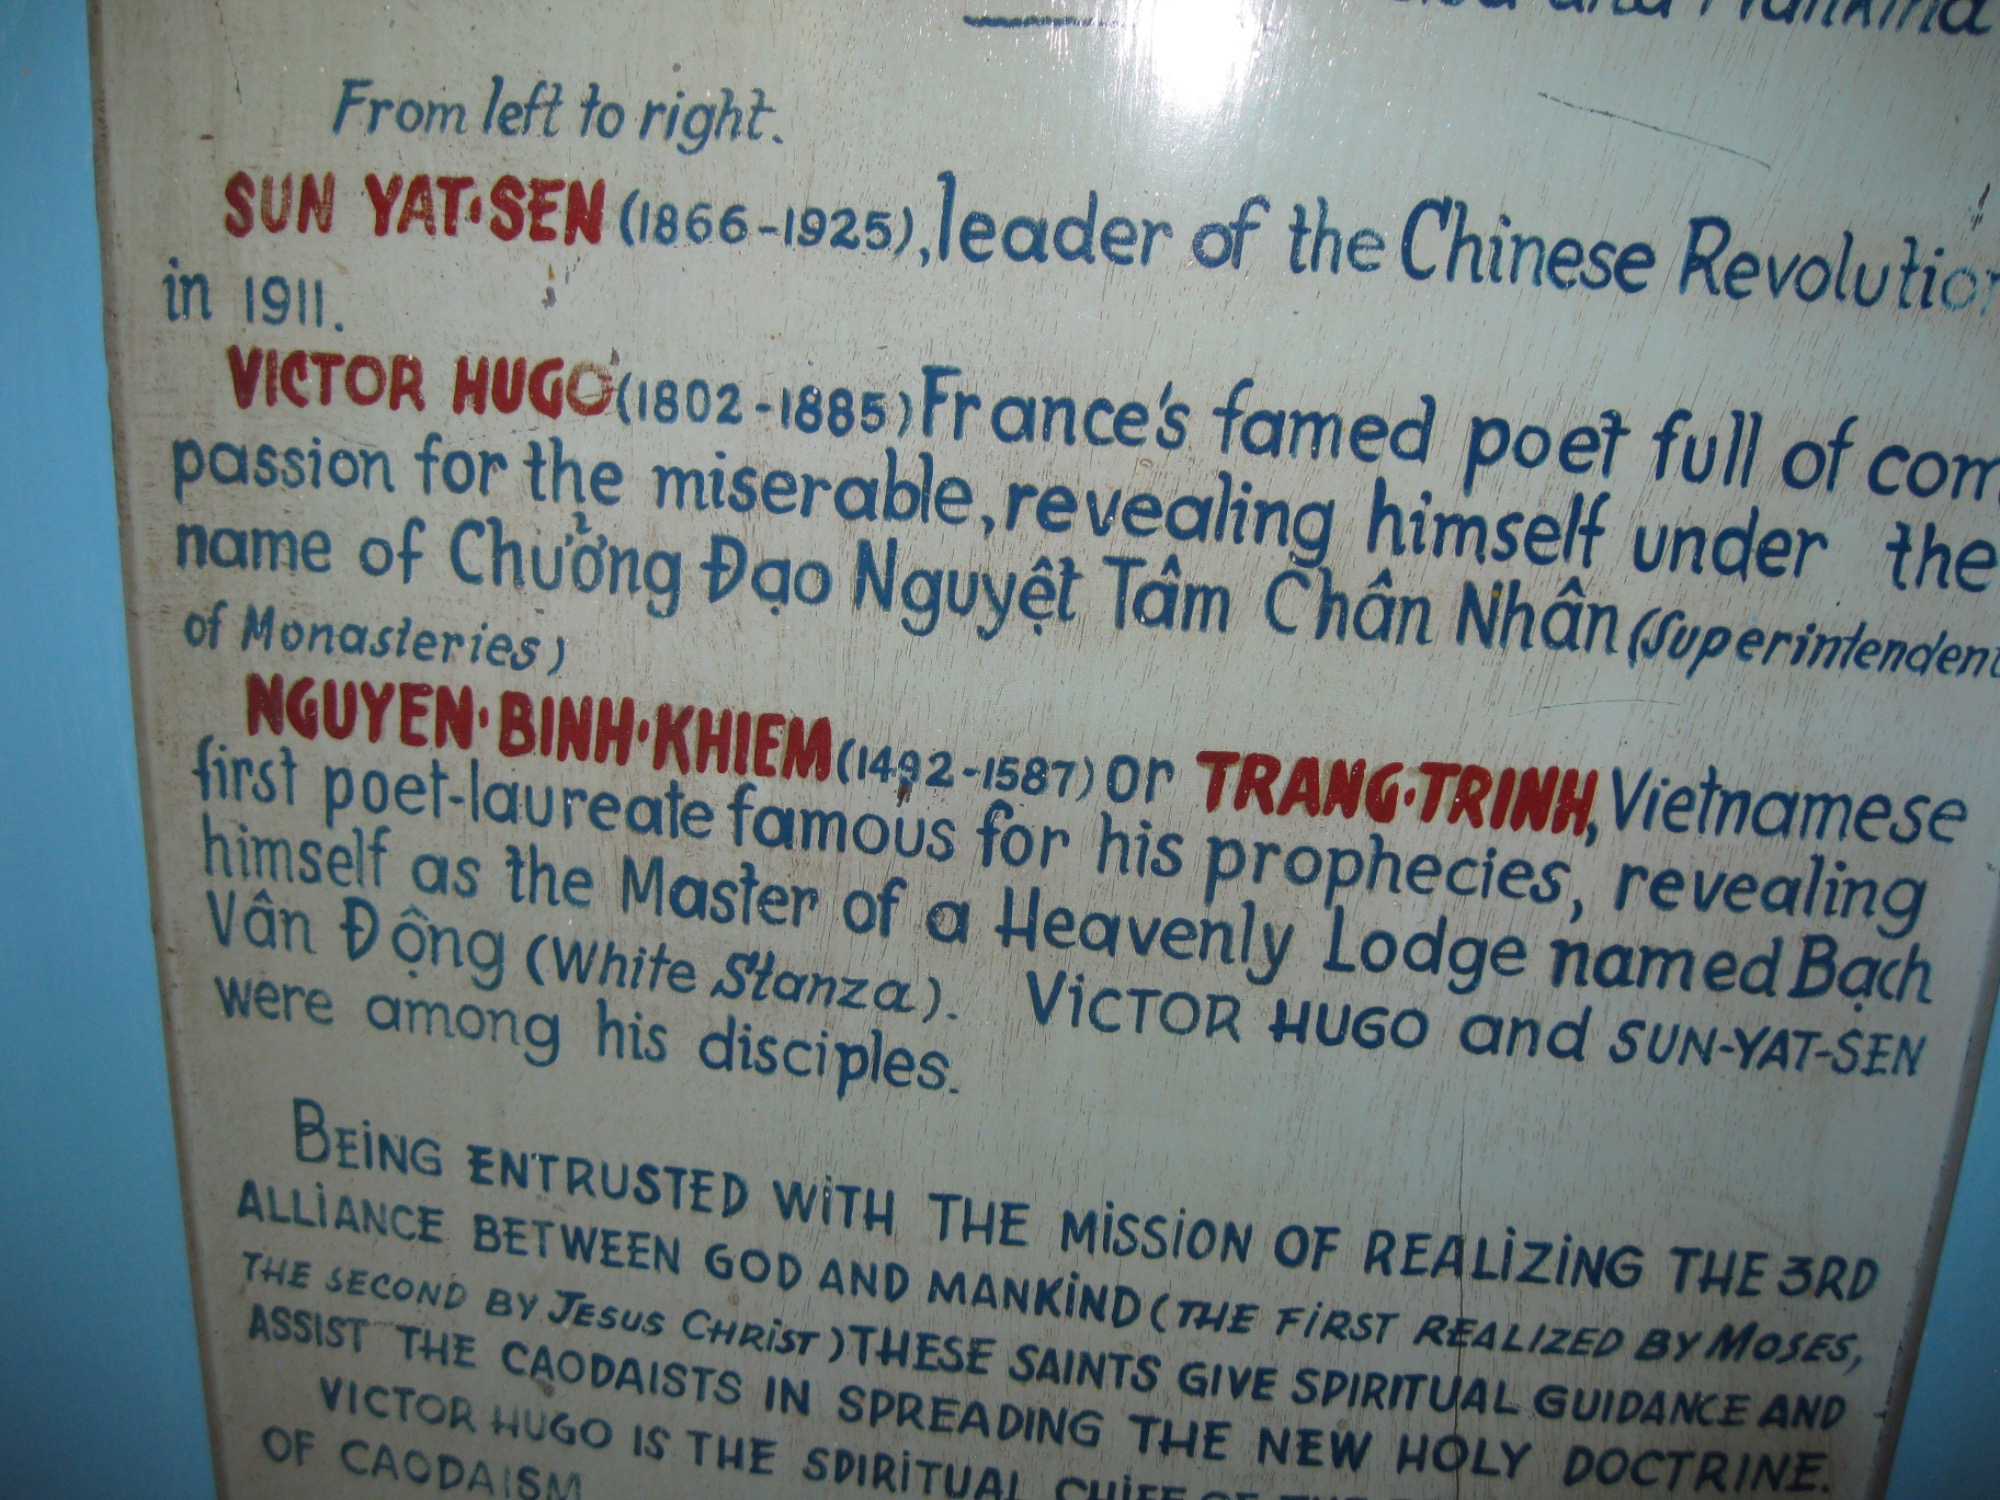 and Mankind
From left to right.
SUN YAT·SEN (1866-1925), leader of the Chinese Revolution
in 1911.
VICTOR HUGO (1802-1885) France's famed poet full of com
passion for the miserable, revealing himself under the
name of Chưởng Đạo Nguyệt Tâm Chân Nhân (Superintendent
of Monasteries)
NGUYEN·BINH·KHIEM (1492-1587) or TRANG·TRINH, Vietnamese
first poet-laureate famous for his prophecies, revealing
himself as the Master of a Heavenly Lodge named Bạch
Vân Động (White Stanza). VICTOR HUGO and SUN-YAT-SEN
were among his disciples.
BEING ENTRUSTED WITH THE MISSION OF REALIZING THE 3RD
ALLIANCE BETWEEN GOD AND MANKIND (THE FIRST REALIZED BY MOSES,
THE SECOND BY JESUS CHRIST) THESE SAINTS GIVE SPIRITUAL GUIDANCE AND
ASSIST THE CAODAISTS IN SPREADING THE NEW HOLY DOCTRINE.
VICTOR HUGO IS THE SPIRITUAL CHIEF OF THE
OF CAODAISM